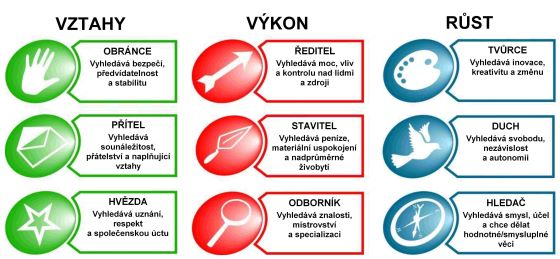 VZTAHY
OBRÁNCE
Vyhledává bezpečí,
předvídatelnost
a stabilitu
PŘÍTEL
Vyhledává
sounáležitost,
přátelství a naplňující
vztahy
HVĚZDA
Vyhledává uznání,
respekt
a společenskou úctu
VÝKON
ŘEDITEL
Vyhledává moc, vliv
a kontrolu nad lidmi
a zdroji
STAVITEL
Vyhledává peníze,
materiální uspokojení
a nadprůměrné
živobytí
ODBORNÍK
Vyhledává znalosti,
mistrovství
a specializaci
RŮST
TVŮRCE
Vyhledává inovace,
kreativitu a změnu
DUCH
Vyhledává svobodu,
nezávislost
a autonomii
HLEDAČ
Vyhledává smysl, účel
a chce dělat
hodnotné/smysluplné
věci